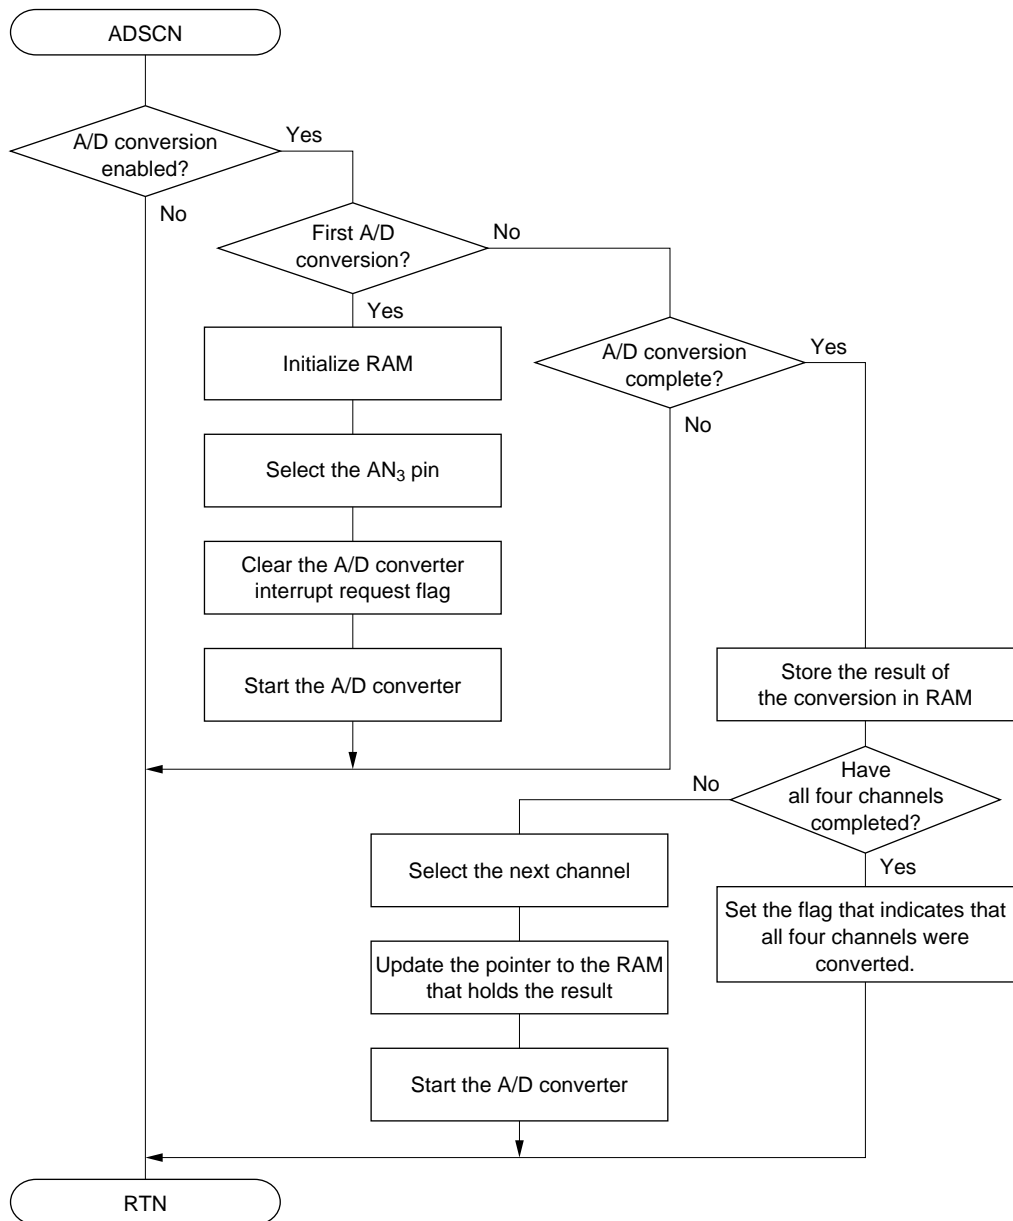 ADSCN
A/D conversion
enabled?
Yes
No
First A/D
conversion?
No
Yes
Initialize RAM
A/D conversion
complete?
Yes
No
Select the AN₃ pin
Clear the A/D converter
interrupt request flag
Start the A/D converter
Store the result of
the conversion in RAM
Have
all four channels
completed?
No
Yes
Select the next channel
Set the flag that indicates that
all four channels were
converted.
Update the pointer to the RAM
that holds the result
Start the A/D converter
RTN